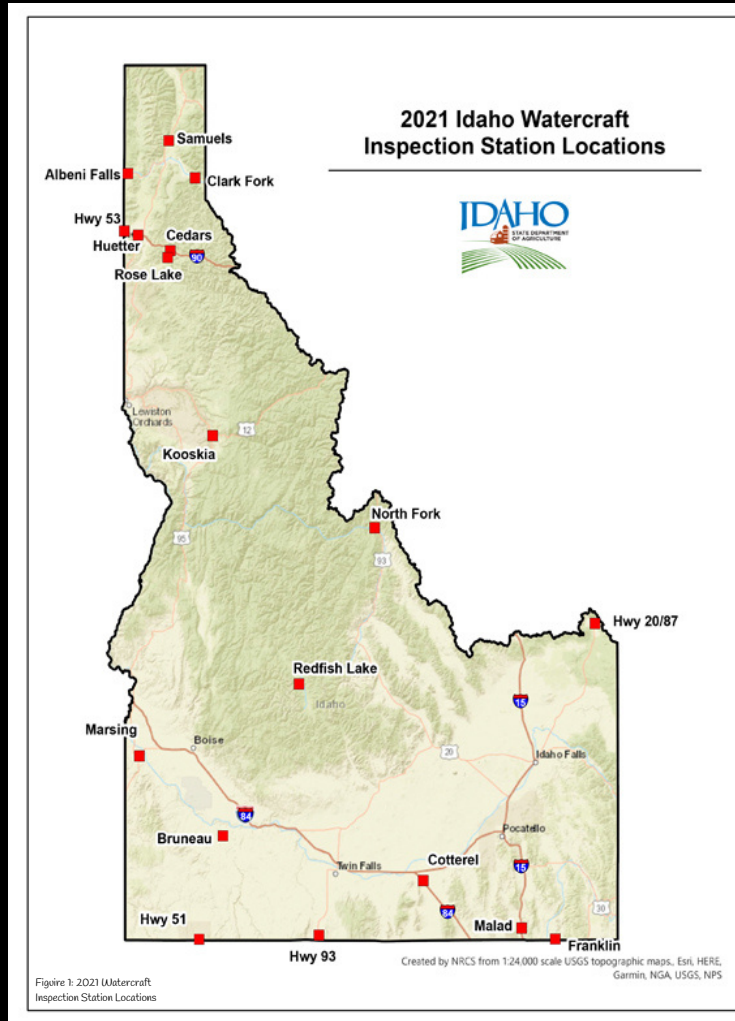 2021 Idaho Watercraft
Inspection Station Locations
IDAHO
STATE DEPARTMENT
OF AGRICULTURE
Samuels
Albeni Falls
Clark Fork
Hwy 53
Huetter
Cedars
Rose Lake
90
Lewiston
Orchards
12
Kooskia
North Fork
95
93
Hwy 20/87
Redfish Lake
Idaho
15
Marsing
Boise
20
Idaho Falls
84
Bruneau
Pocatello
Twin Falls
Cotterel
15
84
30
Hwy 51
Malad
Hwy 93
Franklin
Created by NRCS from 1:24,000 scale USGS topographic maps., Esri, HERE,
Garmin, NGA, USGS, NPS
Figuire 1: 2021 Watercraft
Inspection Station Locations